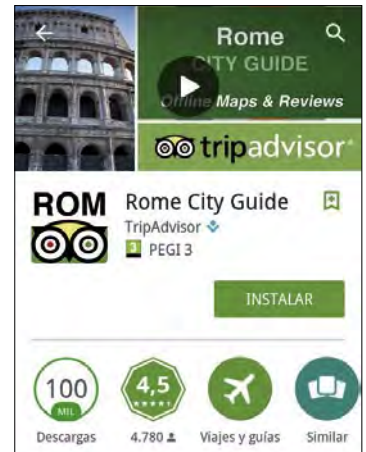 Rome
CITY GUIDE
Offline Maps & Reviews
tripadvisor®
ROM
Rome City Guide
TripAdvisor
3 PEGI 3
INSTALAR
100
MIL
4,5
Descargas
4.780
Viajes y guías
Similar